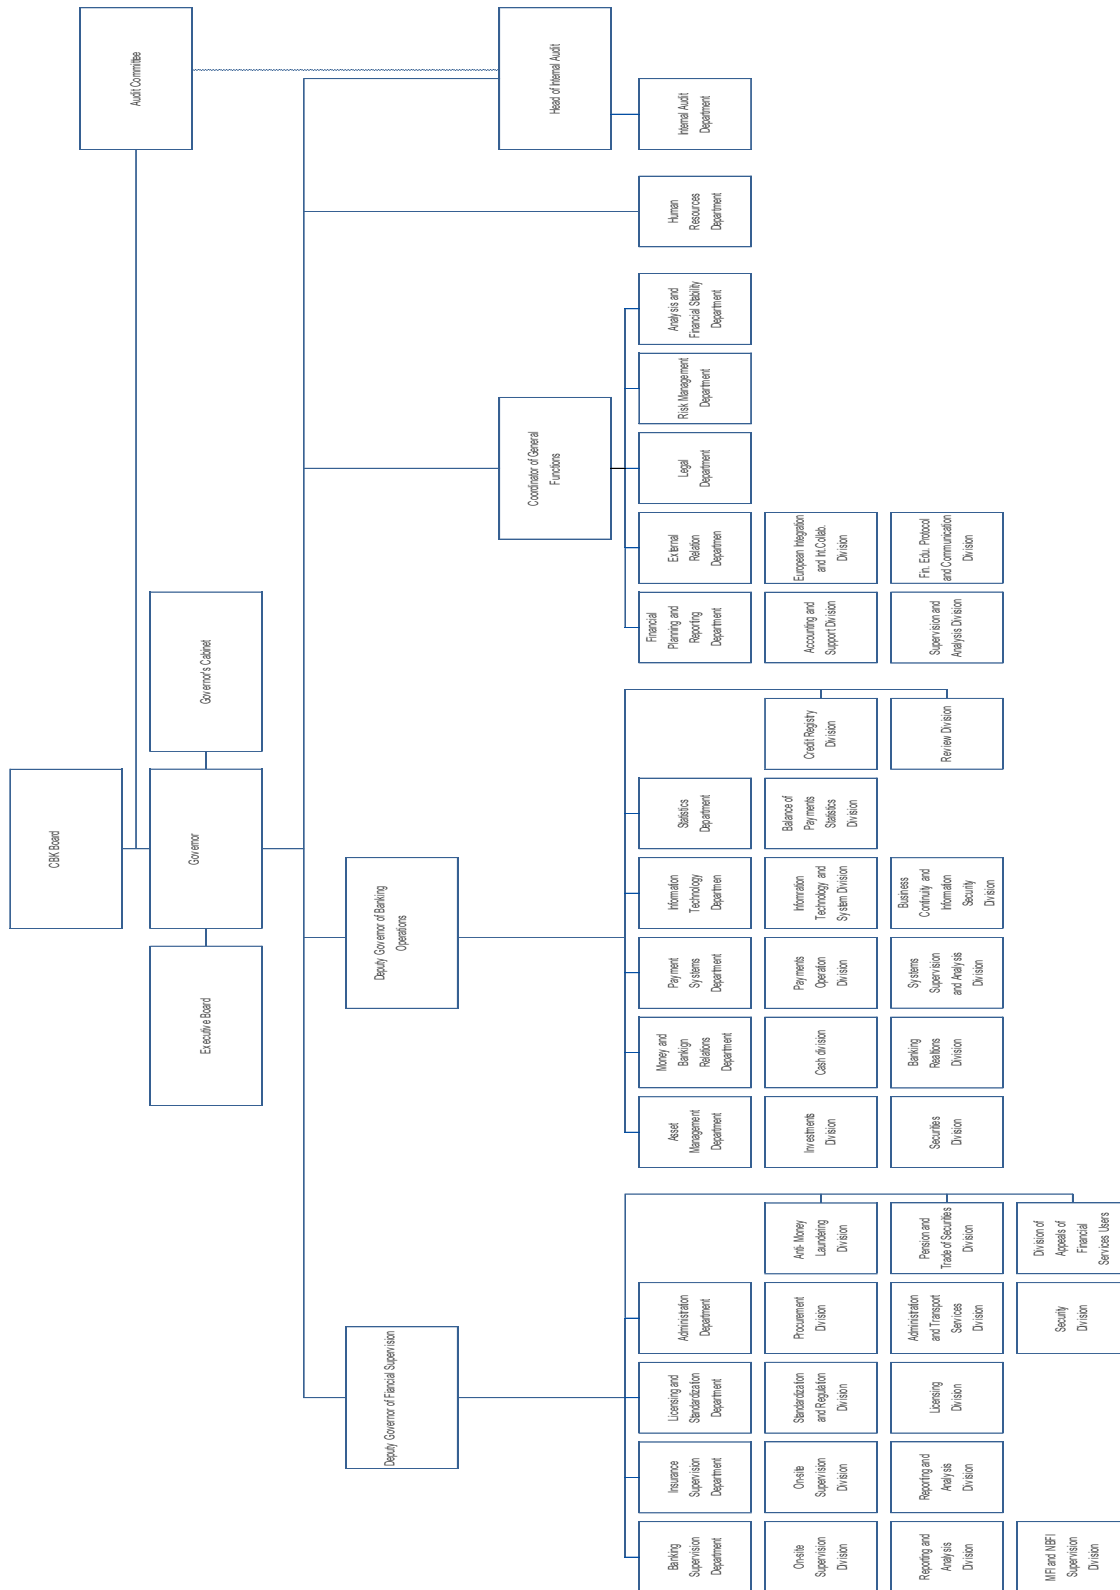 CBK Board
Audit Committee
Executive Board
Governor
Governor's Cabinet
Deputy Governor of Fiancial Supervision
Deputy Governor of Banking
Operations
Coordinator of General
Functions
Head of Internal Audit
Banking
Supervision
Department
Insurance
Supervision
Department
Licensing and
Standardization
Department
Administration
Department
Asset
Management
Department
Money and
Bankign
Relations
Department
Payment
Systems
Department
Information
Technology
Departmen
Statistics
Department
Financial
Planning and
Reporting
Department
External
Relation
Departmen
Legal
Department
Risk Management
Department
Analysis and
Financial Stability
Department
Human
Resources
Department
Internal Audit
Department
On-site
Supervision
Division
On-site
Supervision
Division
Standardization
and Regulation
Division
Procurement
Division
Anti- Money
Laundering
Division
Investments
Division
Cash division
Payments
Operation
Division
Infomration
Technology and
System Division
Balance of
Payments
Statistics
Division
Credit Registry
Division
Accounting and
Support Division
European Integration
and Int.Collab.
Division
Reporting and
Analysis
Division
Reporting and
Analysis
Division
Licensing
Division
Administration
and Transport
Services
Division
Pension and
Trade of Securities
Division
Securities
Division
Banking
Realtions
Division
Systems
Supervision
and Analysis
Division
Business
Continuity and
Information
Security
Division
Review Division
Supervision and
Analysis Division
Fin. Edu. Protocol
and Communication
Division
MFI and NBFI
Supervision
Division
Security
Division
Division of
Appeals of
Financial
Services Users